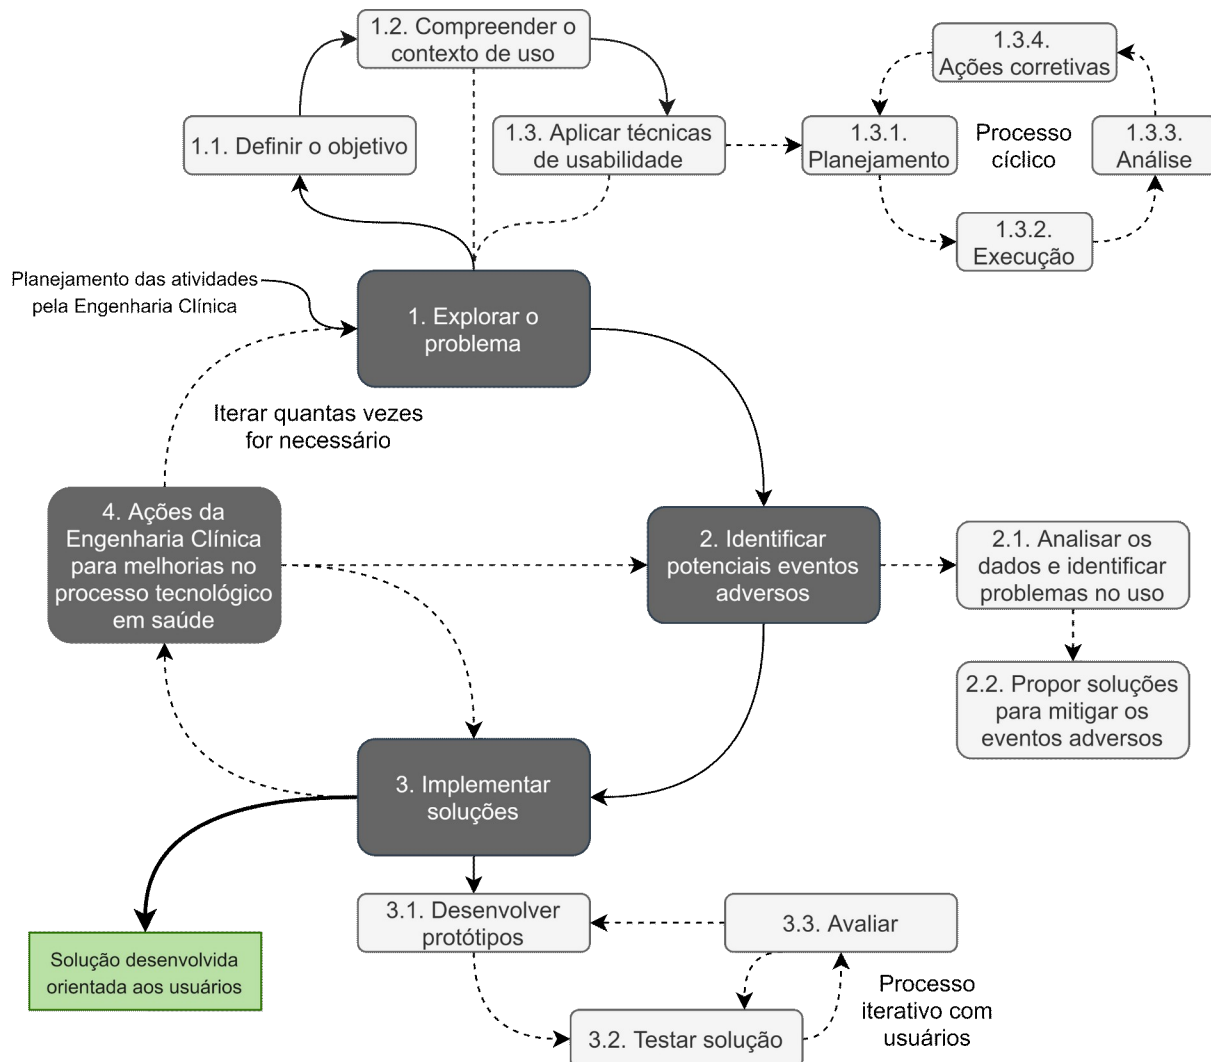 1.2. Compreender o
contexto de uso
1.3.4.
Ações corretivas
1.1. Definir o objetivo
1.3. Aplicar técnicas
de usabilidade
1.3.1.
Planejamento
Processo
cíclico
1.3.3.
Análise
1.3.2.
Execução
Planejamento das atividades
pela Engenharia Clínica
1. Explorar o
problema
Iterar quantas vezes
for necessário
4. Ações da
Engenharia Clínica
para melhorias no
processo tecnológico
em saúde
2. Identificar
potenciais eventos
adversos
2.1. Analisar os
dados e identificar
problemas no uso
2.2. Propor soluções
para mitigar os
eventos adversos
3. Implementar
soluções
3.1. Desenvolver
protótipos
3.3. Avaliar
Solução desenvolvida
orientada aos usuários
3.2. Testar solução
Processo
iterativo com
usuários